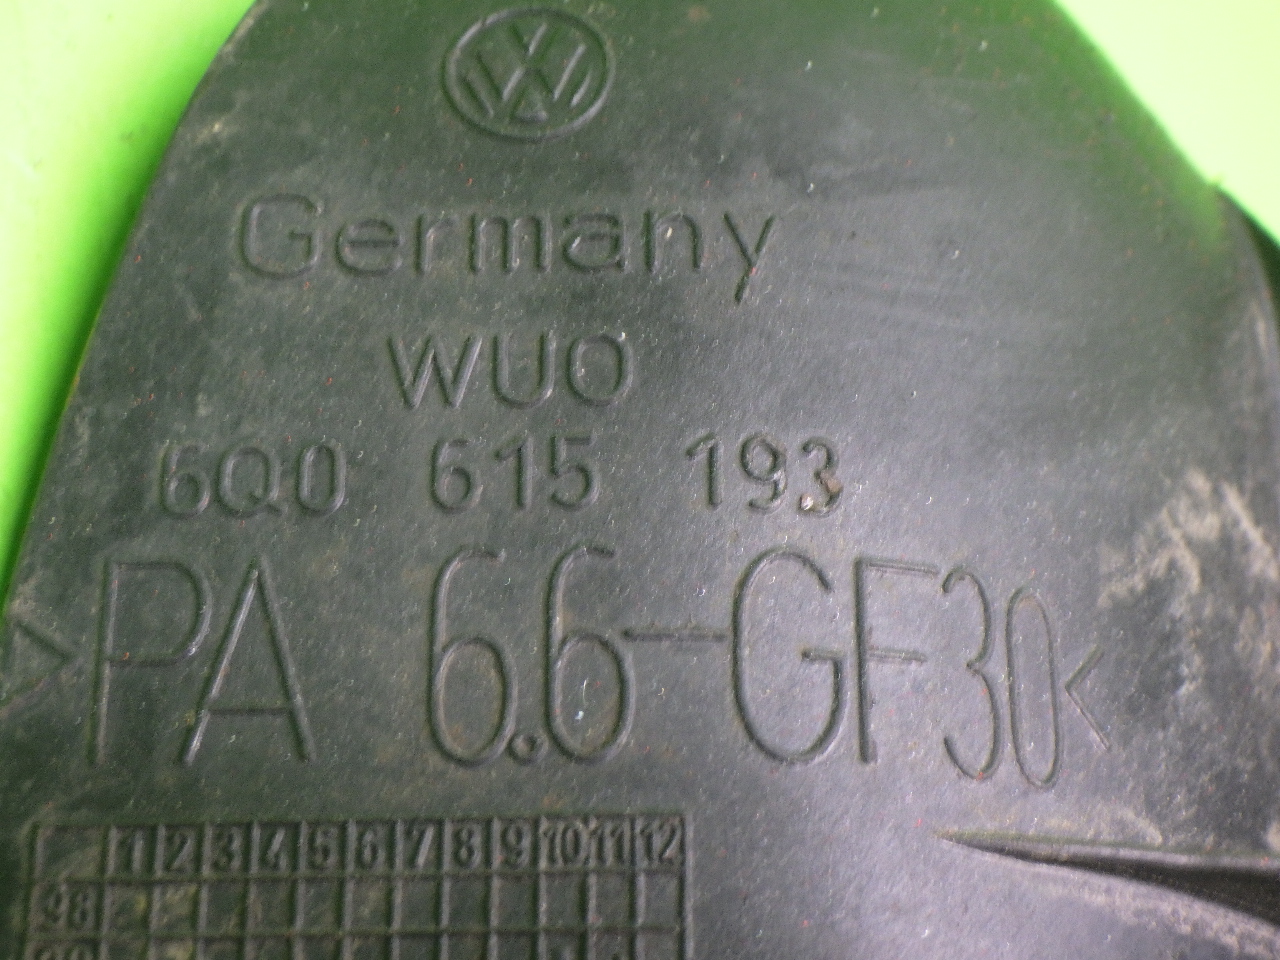 Germany
WUO
6Q0 615 193
>PA 6.6-GF30<
1 2 3 4 5 6 7 8 9 10 11 12
98